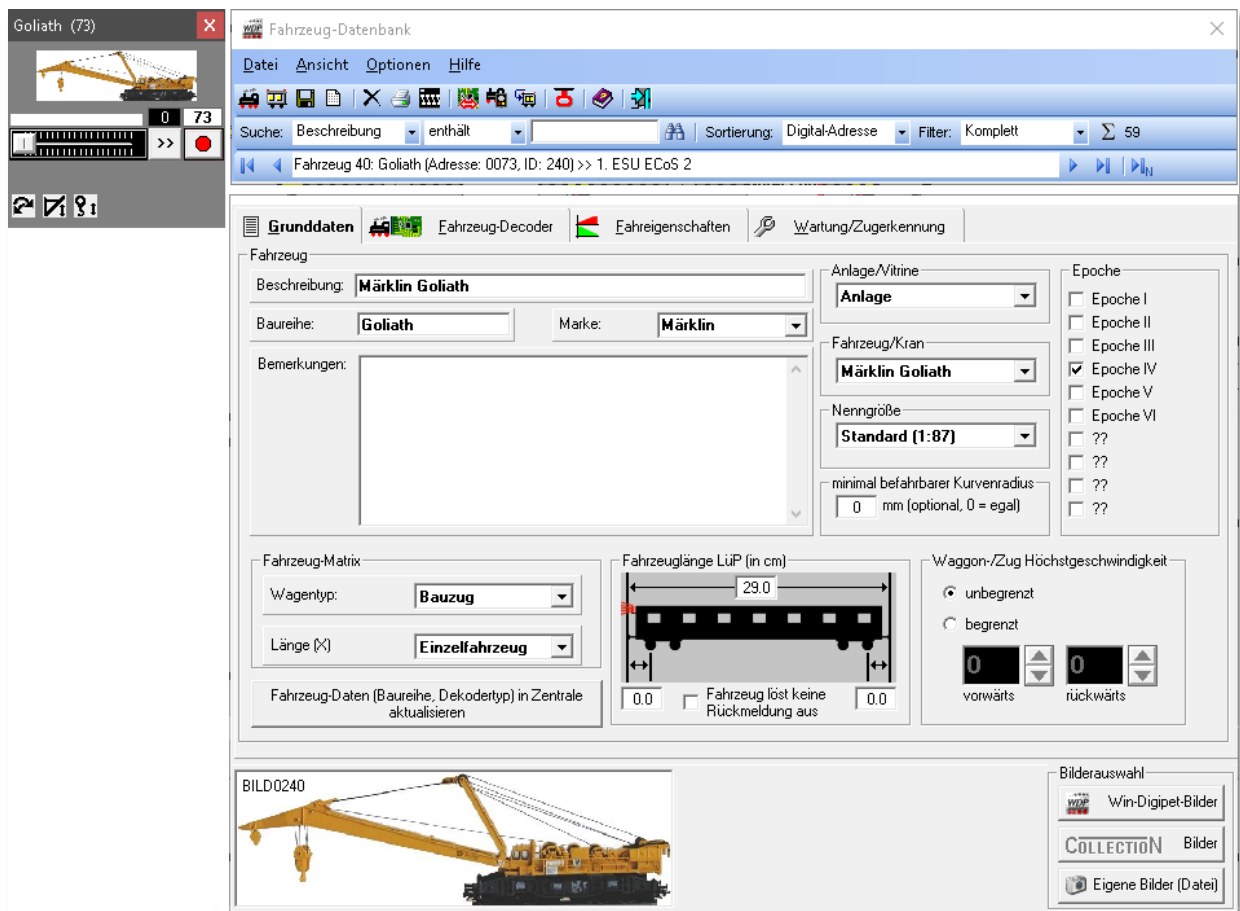 Goliath (73)
0 73
>>
WDP Fahrzeug-Datenbank
Datei Ansicht Optionen Hilfe
Suche: Beschreibung enthält Sortierung: Digital-Adresse Filter: Komplett Σ 59
Fahrzeug 40: Goliath (Adresse: 0073, ID: 240) >> 1. ESU ECoS 2
N
Grunddaten Fahrzeug-Decoder Fahreigenschaften Wartung/Zugerkennung
Fahrzeug
Beschreibung: Märklin Goliath
Baureihe: Goliath Marke: Märklin
Bemerkungen:
Anlage/Vitrine
Anlage
Fahrzeug/Kran
Märklin Goliath
Nenngröße
Standard (1:87)
minimal befahrbarer Kurvenradius
0 mm (optional, 0 = egal)
Epoche
Epoche I
Epoche II
Epoche III
Epoche IV
Epoche V
Epoche VI
??
??
??
??
Fahrzeug-Matrix
Wagentyp: Bauzug
Länge (X) Einzelfahrzeug
Fahrzeug-Daten (Baureihe, Dekodertyp) in Zentrale
aktualisieren
Fahrzeuglänge LüP (in cm)
29.0
0.0 Fahrzeug löst keine 0.0
Rückmeldung aus
Waggon-/Zug Höchstgeschwindigkeit
unbegrenzt
begrenzt
0 0
vorwärts rückwärts
BILD0240
Bilderauswahl
WDP Win-Digipet-Bilder
COLLECTION Bilder
Eigene Bilder (Datei)